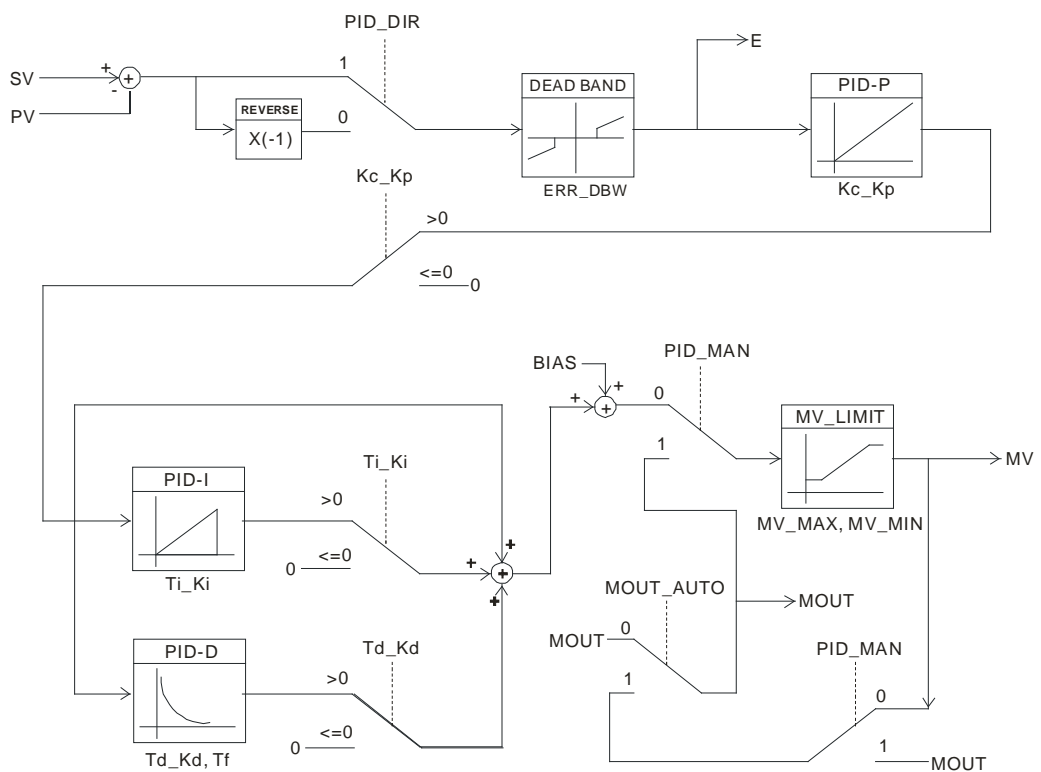 PID_DIR
SV
+
+
-
PV
1
0
REVERSE
X(-1)
DEAD BAND
ERR_DBW
E
PID-P
Kc_Kp
Kc_Kp
>0
<=0
0
BIAS
+
+
+
PID_MAN
0
1
MV_LIMIT
MV_MAX, MV_MIN
MV
PID-I
Ti_Ki
Ti_Ki
>0
0
<=0
+
+
+
+
PID-D
Td_Kd, Tf
Td_Kd
>0
0
<=0
MOUT_AUTO
MOUT
0
1
MOUT
PID_MAN
0
1
MOUT